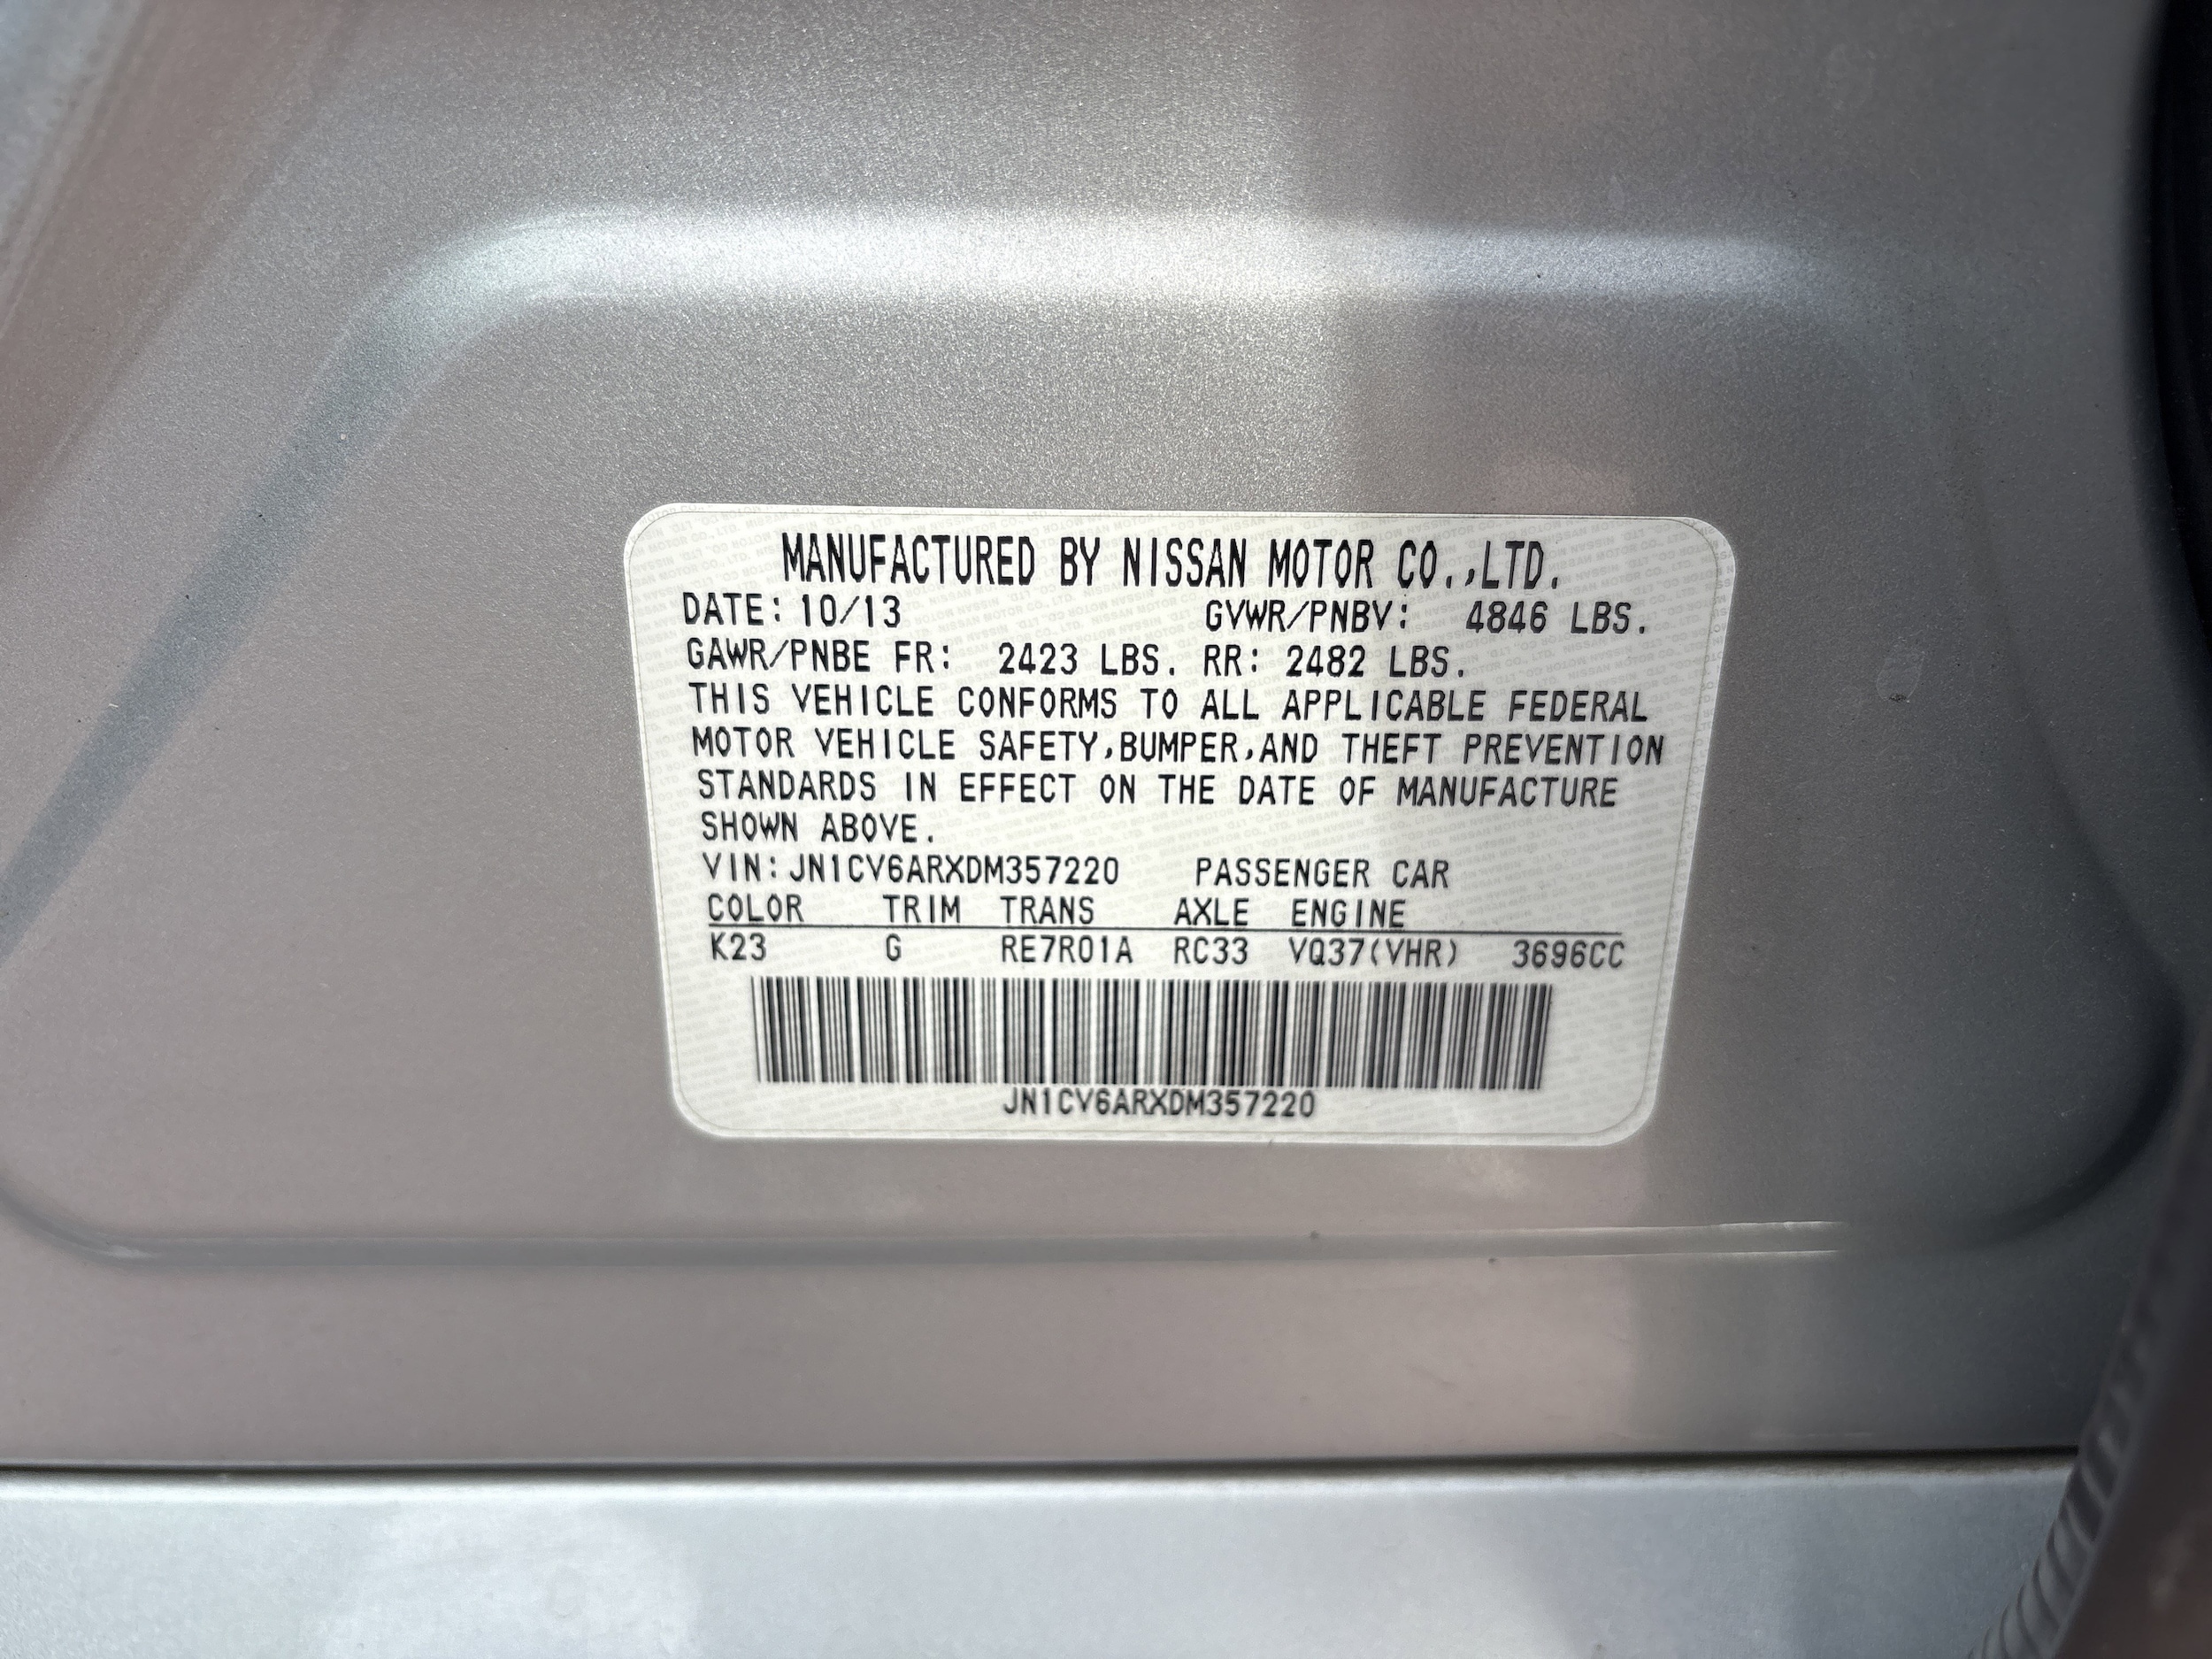 MANUFACTURED BY NISSAN MOTOR CO.,LTD.
DATE: 10/13 GVWR/PNBV: 4846 LBS.
GAWR/PNBE FR: 2423 LBS. RR: 2482 LBS.
THIS VEHICLE CONFORMS TO ALL APPLICABLE FEDERAL
MOTOR VEHICLE SAFETY,BUMPER,AND THEFT PREVENTION
STANDARDS IN EFFECT ON THE DATE OF MANUFACTURE
SHOWN ABOVE.
VIN:JN1CV6ARXDM357220 PASSENGER CAR
COLOR TRIM TRANS AXLE ENGINE
K23 G RE7R01A RC33 VQ37(VHR) 3696CC
JN1CV6ARXDM357220